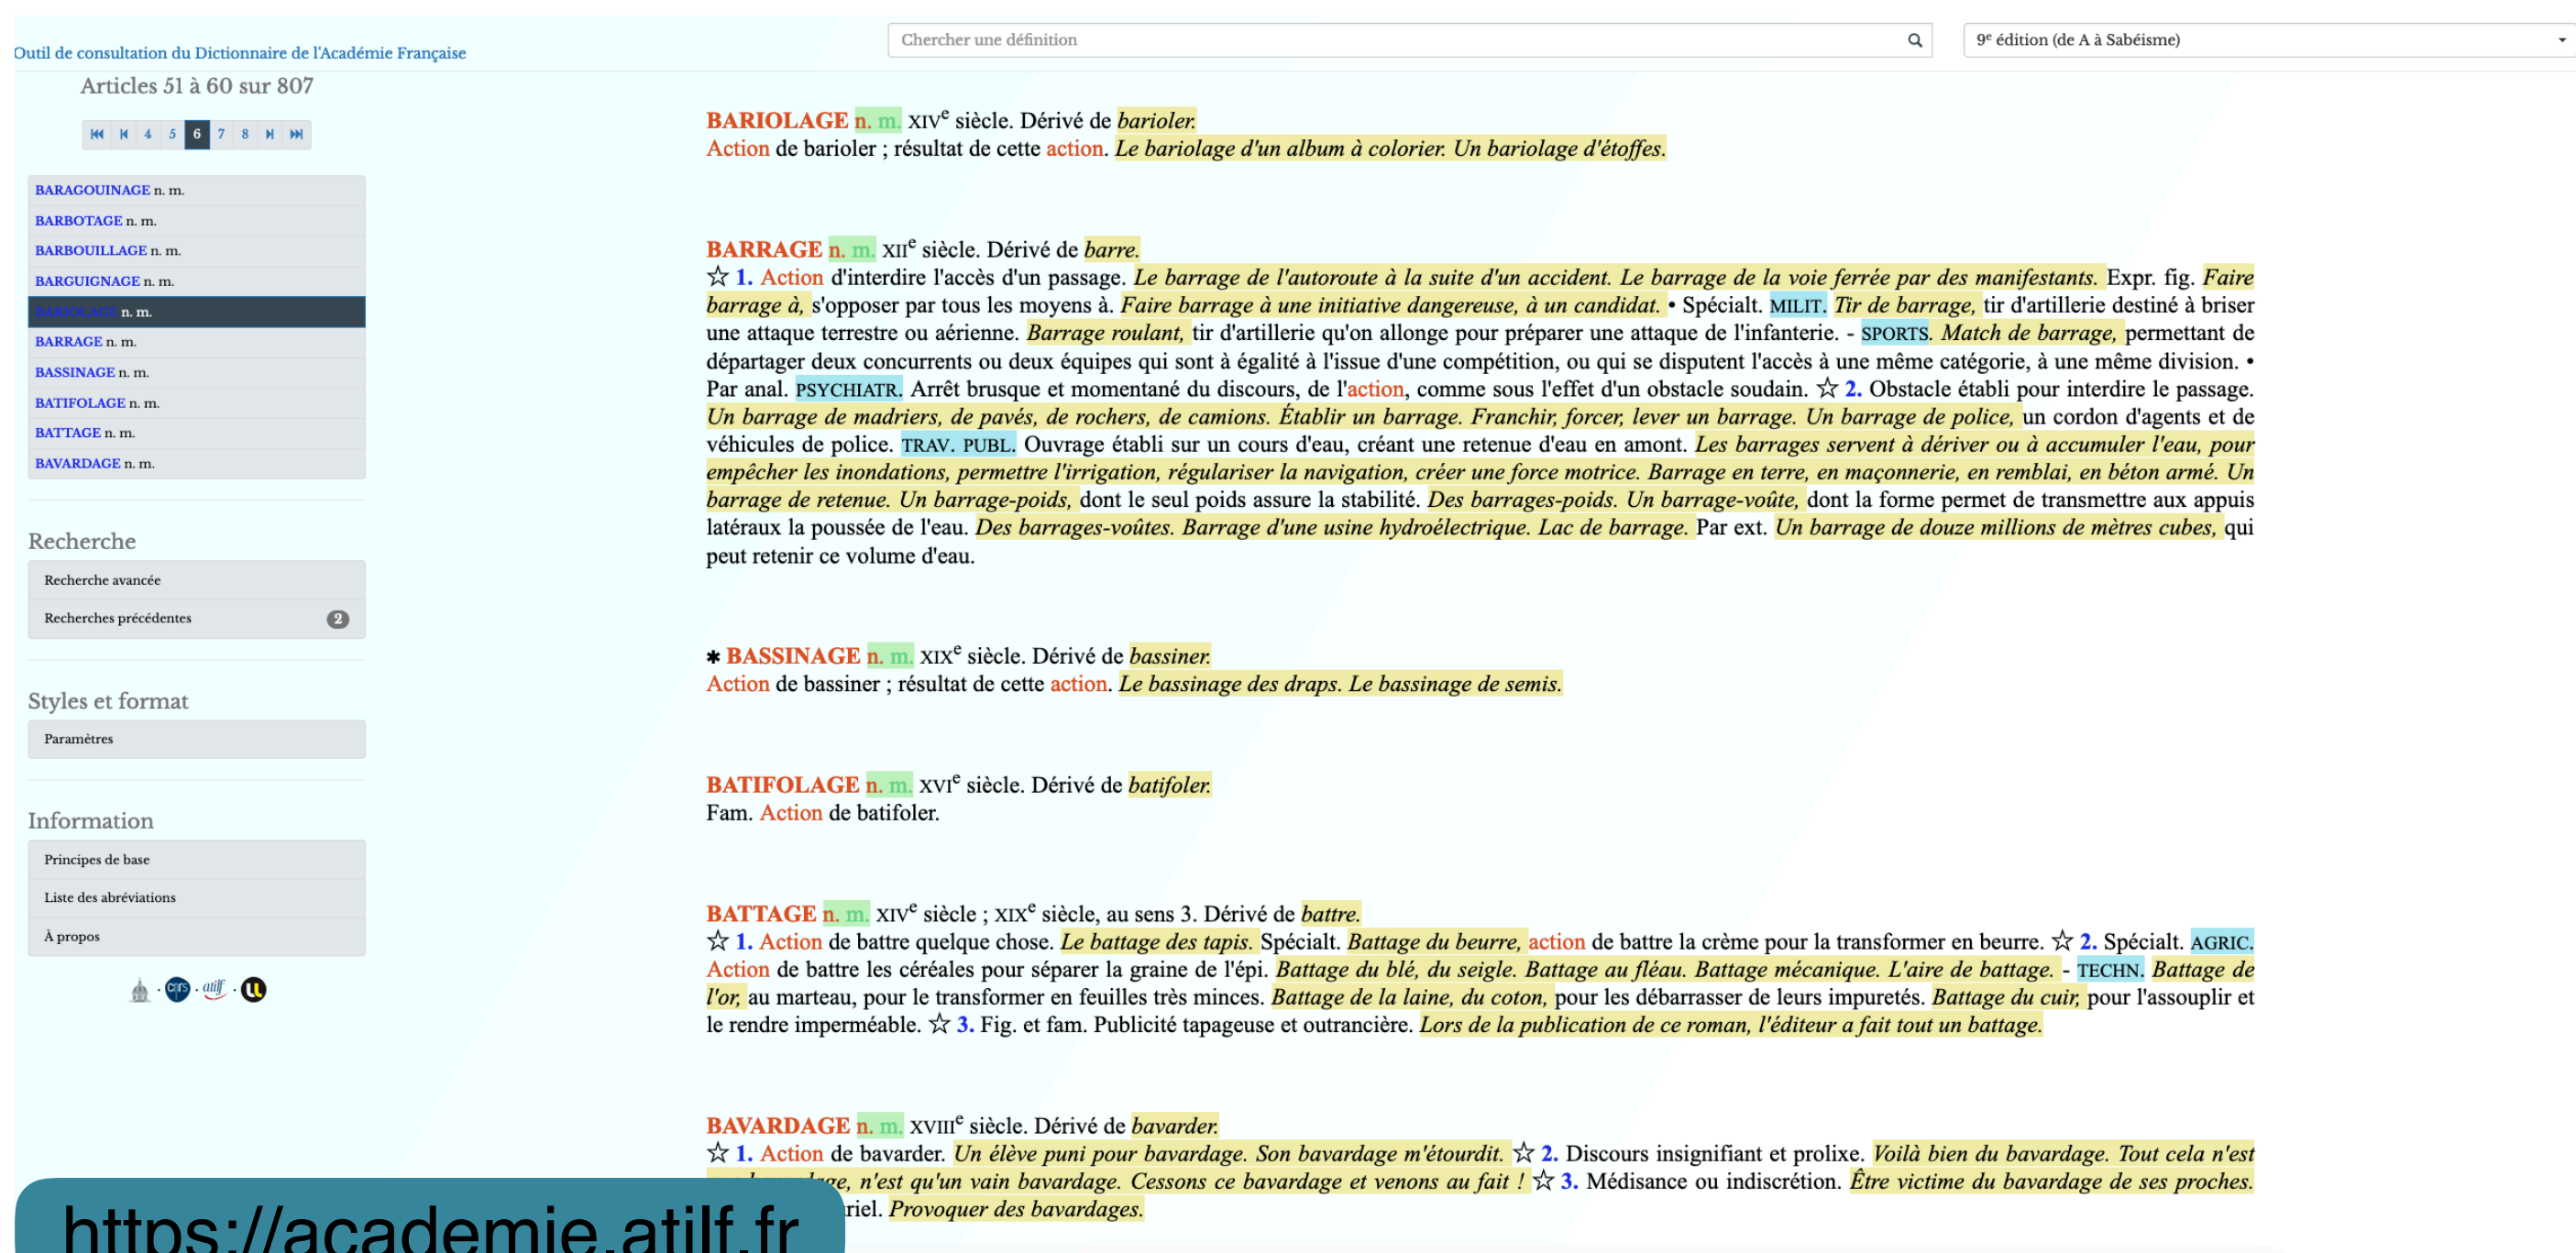 Outil de consultation du Dictionnaire de l'Académie Française
Chercher une définition
9e édition (de A à Sabéisme)
Articles 51 à 60 sur 807
4 5 6 7 8
BARAGOUINAGE n. m.
BARBOTAGE n. m.
BARBOUILLAGE n. m.
BARGUIGNAGE n. m.
BARIOLAGE n. m.
BARRAGE n. m.
BASSINAGE n. m.
BATIFOLAGE n. m.
BATTAGE n. m.
BAVARDAGE n. m.
Recherche
Recherche avancée
Recherches précédentes 2
Styles et format
Paramètres
Information
Principes de base
Liste des abréviations
À propos
cnrs · atilf ·
BARIOLAGE n. m. XIVe siècle. Dérivé de barioler.
Action de barioler ; résultat de cette action. Le bariolage d'un album à colorier. Un bariolage d'étoffes.
BARRAGE n. m. XIIe siècle. Dérivé de barre.
☆ 1. Action d'interdire l'accès d'un passage. Le barrage de l'autoroute à la suite d'un accident. Le barrage de la voie ferrée par des manifestants. Expr. fig. Faire
barrage à, s'opposer par tous les moyens à. Faire barrage à une initiative dangereuse, à un candidat. • Spécialt. MILIT. Tir de barrage, tir d'artillerie destiné à briser
une attaque terrestre ou aérienne. Barrage roulant, tir d'artillerie qu'on allonge pour préparer une attaque de l'infanterie. - SPORTS. Match de barrage, permettant de
départager deux concurrents ou deux équipes qui sont à égalité à l'issue d'une compétition, ou qui se disputent l'accès à une même catégorie, à une même division. •
Par anal. PSYCHIATR. Arrêt brusque et momentané du discours, de l'action, comme sous l'effet d'un obstacle soudain. ☆ 2. Obstacle établi pour interdire le passage.
Un barrage de madriers, de pavés, de rochers, de camions. Établir un barrage. Franchir, forcer, lever un barrage. Un barrage de police, un cordon d'agents et de
véhicules de police. TRAV. PUBL. Ouvrage établi sur un cours d'eau, créant une retenue d'eau en amont. Les barrages servent à dériver ou à accumuler l'eau, pour
empêcher les inondations, permettre l'irrigation, régulariser la navigation, créer une force motrice. Barrage en terre, en maçonnerie, en remblai, en béton armé. Un
barrage de retenue. Un barrage-poids, dont le seul poids assure la stabilité. Des barrages-poids. Un barrage-voûte, dont la forme permet de transmettre aux appuis
latéraux la poussée de l'eau. Des barrages-voûtes. Barrage d'une usine hydroélectrique. Lac de barrage. Par ext. Un barrage de douze millions de mètres cubes, qui
peut retenir ce volume d'eau.
✱ BASSINAGE n. m. XIXe siècle. Dérivé de bassiner.
Action de bassiner ; résultat de cette action. Le bassinage des draps. Le bassinage de semis.
BATIFOLAGE n. m. XVIe siècle. Dérivé de batifoler.
Fam. Action de batifoler.
BATTAGE n. m. XIVe siècle ; XIXe siècle, au sens 3. Dérivé de battre.
☆ 1. Action de battre quelque chose. Le battage des tapis. Spécialt. Battage du beurre, action de battre la crème pour la transformer en beurre. ☆ 2. Spécialt. AGRIC.
Action de battre les céréales pour séparer la graine de l'épi. Battage du blé, du seigle. Battage au fléau. Battage mécanique. L'aire de battage. - TECHN. Battage de
l'or, au marteau, pour le transformer en feuilles très minces. Battage de la laine, du coton, pour les débarrasser de leurs impuretés. Battage du cuir, pour l'assouplir et
le rendre imperméable. ☆ 3. Fig. et fam. Publicité tapageuse et outrancière. Lors de la publication de ce roman, l'éditeur a fait tout un battage.
BAVARDAGE n. m. XVIIIe siècle. Dérivé de bavarder.
☆ 1. Action de bavarder. Un élève puni pour bavardage. Son bavardage m'étourdit. ☆ 2. Discours insignifiant et prolixe. Voilà bien du bavardage. Tout cela n'est
n'est qu'un vain bavardage. Cessons ce bavardage et venons au fait ! ☆ 3. Médisance ou indiscrétion. Être victime du bavardage de ses proches.
Provoquer des bavardages.
https://academie.atilf.fr